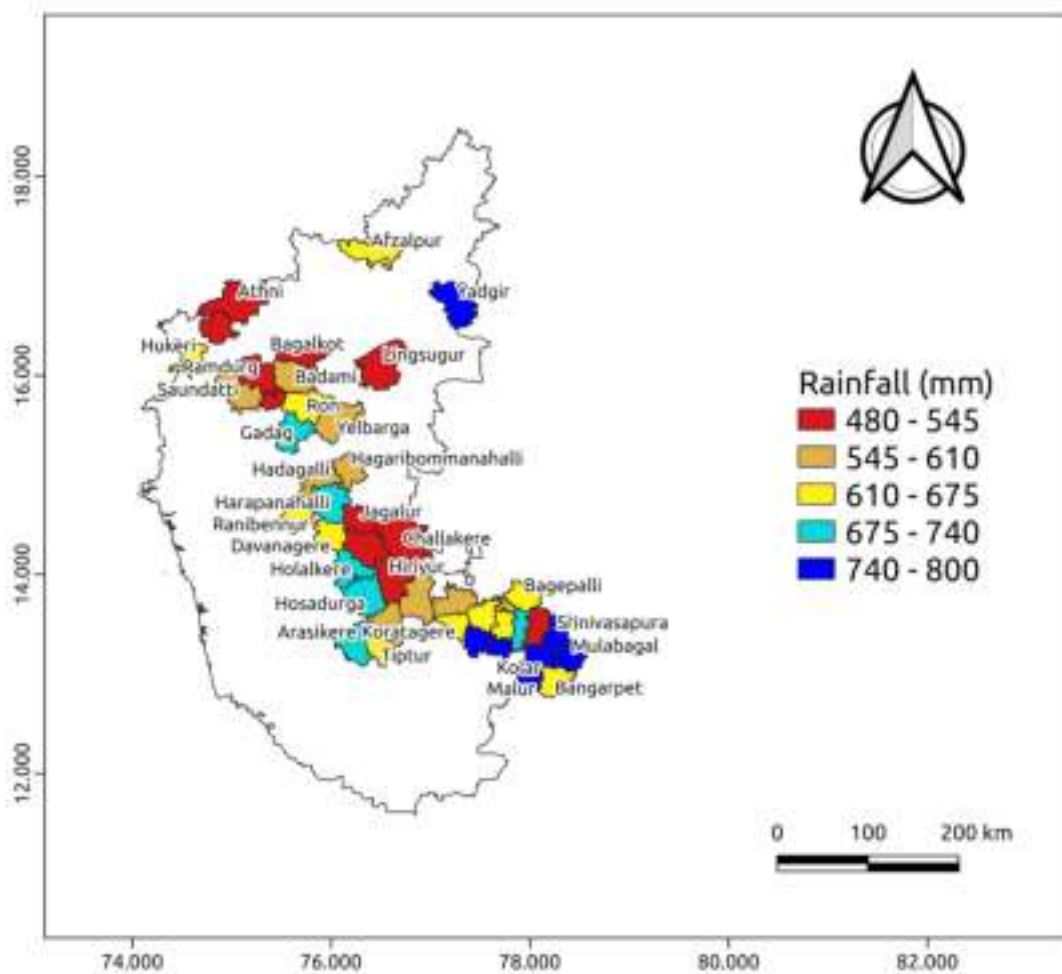 18.000
16.000
14.000
12.000
Afzalpur
Athni
Yadgir
Hukeri
Bagalkot
Ramdurg
Lingsugur
Badami
Saundatti
Ron
Gadag
Yelbarga
Hagaribommanahalli
Hadagalli
Harapanahalli
Jagalur
Ranibennur
Davanagere
Challakere
Holalkere
Hiriyur
Bagepalli
Hosadurga
Srinivasapura
Arasikere
Koratagere
Mulabagal
Tiptur
Kolar
Malur
Bangarpet
Rainfall (mm)
480 - 545
545 - 610
610 - 675
675 - 740
740 - 800
0 100 200 km
74.000 76.000 78.000 80.000 82.000